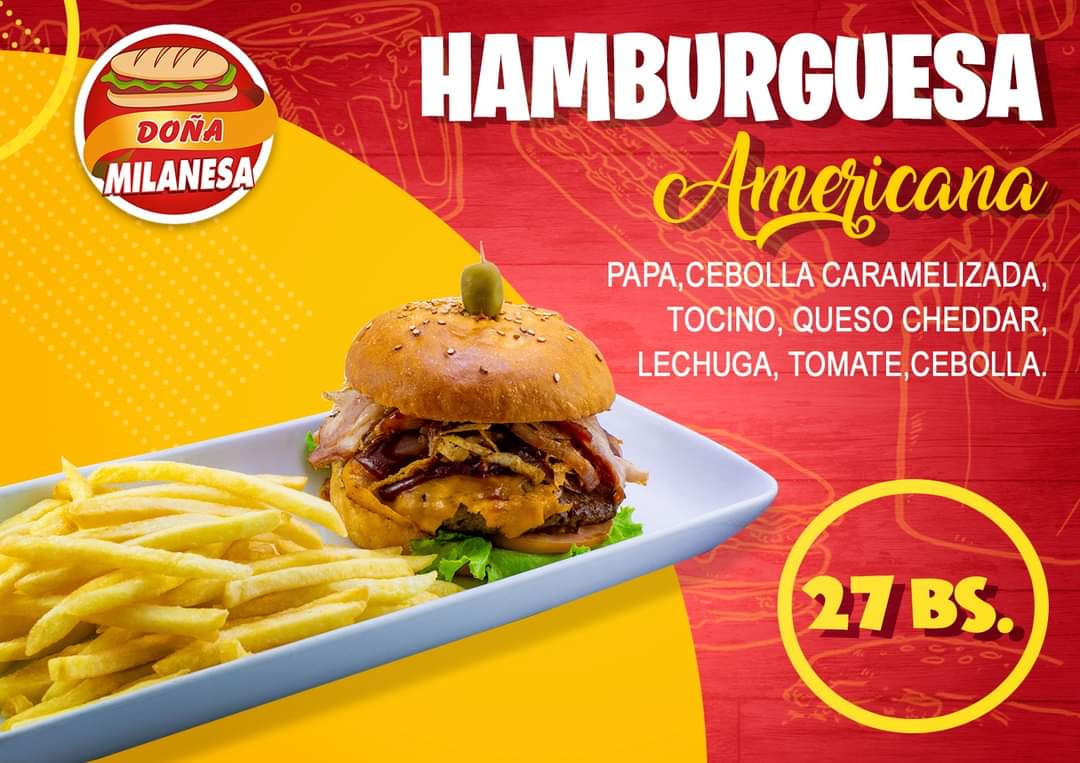 DOÑA
MILANESA
HAMBURGUESA
Americana
PAPA,CEBOLLA CARAMELIZADA,
TOCINO, QUESO CHEDDAR,
LECHUGA, TOMATE,CEBOLLA.
27 BS.